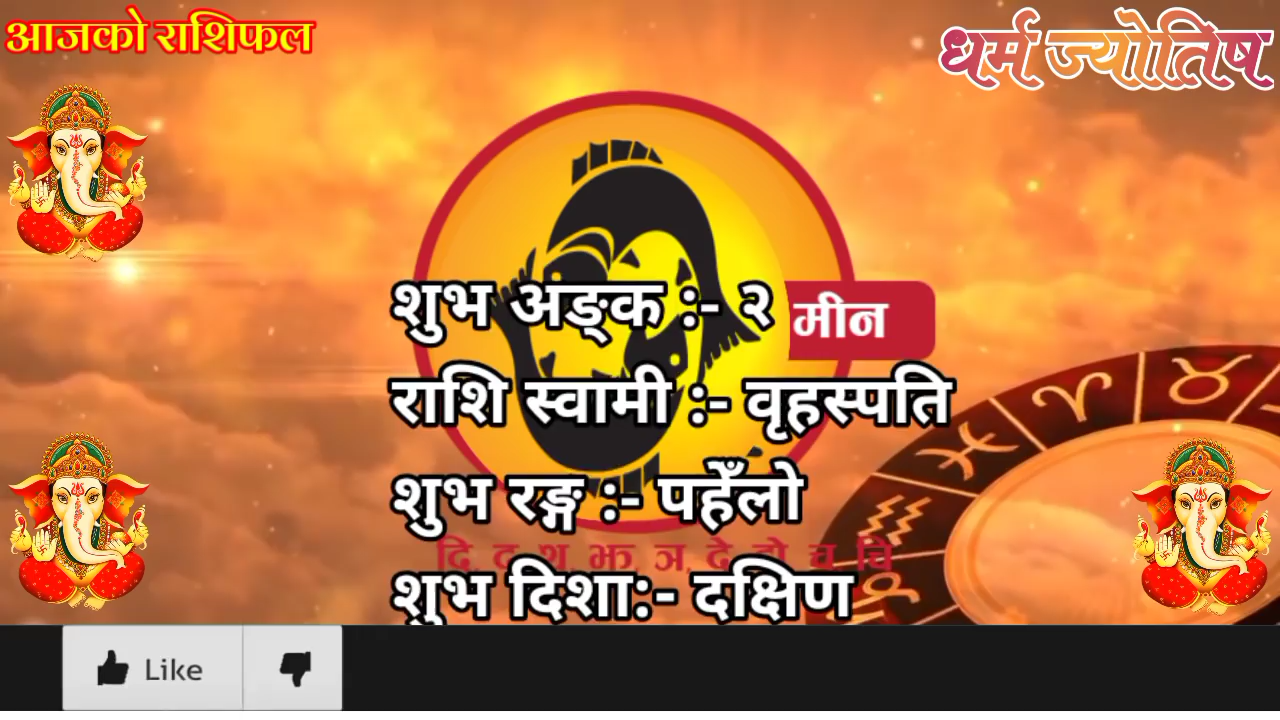 आजको राशिफल
धर्म ज्योतिष
शुभ अङ्क :- २
मीन
राशि स्वामी :- वृहस्पति
शुभ रङ्ग :- पहेँलो
दि, द, थ, झ, ञ, दे, दो, च, चि
शुभ दिशा:- दक्षिण
Like